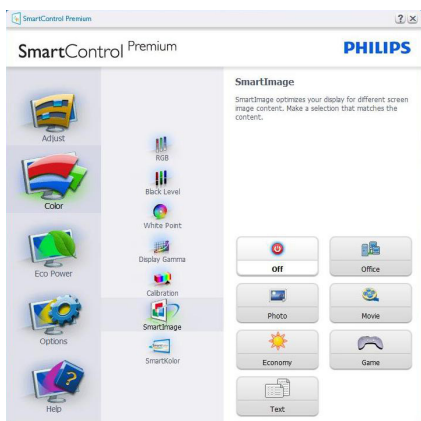 SmartControl Premium
SmartControl Premium
PHILIPS
Adjust
Color
Eco Power
Options
Help
RGB
Black Level
White Point
Display Gamma
Calibration
SmartImage
SmartKolor
SmartImage
SmartImage optimizes your display for different screen
image content. Make a selection that matches the
content.
Off
Office
Photo
Movie
Economy
Game
Text